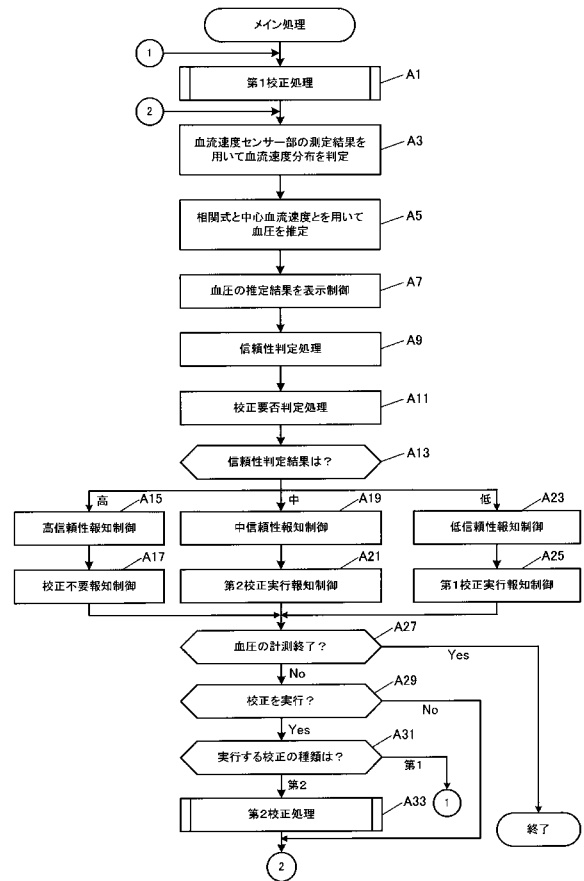 メイン処理
1
第1校正処理
A1
2
血流速度センサー部の測定結果を
用いて血流速度分布を判定
A3
相関式と中心血流速度とを用いて
血圧を推定
A5
血圧の推定結果を表示制御
A7
信頼性判定処理
A9
校正要否判定処理
A11
信頼性判定結果は?
A13
高
A15
中
A19
低
A23
高信頼性報知制御
中信頼性報知制御
低信頼性報知制御
A17
A21
A25
校正不要報知制御
第2校正実行報知制御
第1校正実行報知制御
血圧の計測終了?
A27
Yes
No
校正を実行?
A29
No
Yes
実行する校正の種類は?
A31
第1
第2
1
第2校正処理
A33
終了
2